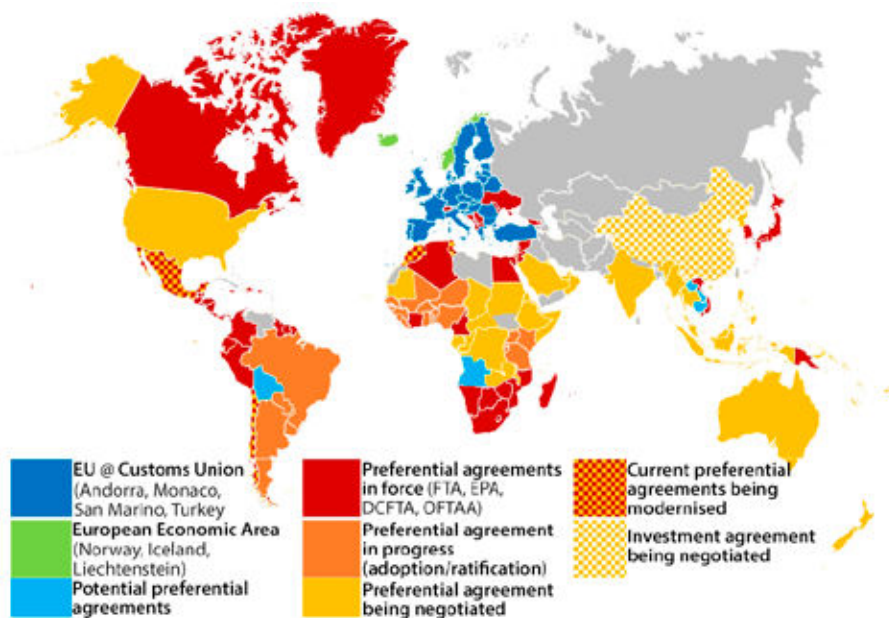 EU @ Customs Union
(Andorra, Monaco,
San Marino, Turkey
European Economic Area
(Norway, Iceland,
Liechtenstein)
Potential preferential
agreements
Preferential agreements
in force (FTA, EPA,
DCFTA, OFTAA)
Preferential agreement
in progress
(adoption/ratification)
Preferential agreement
being negotiated
Current preferential
agreements being
modernised
Investment agreement
being negotiated